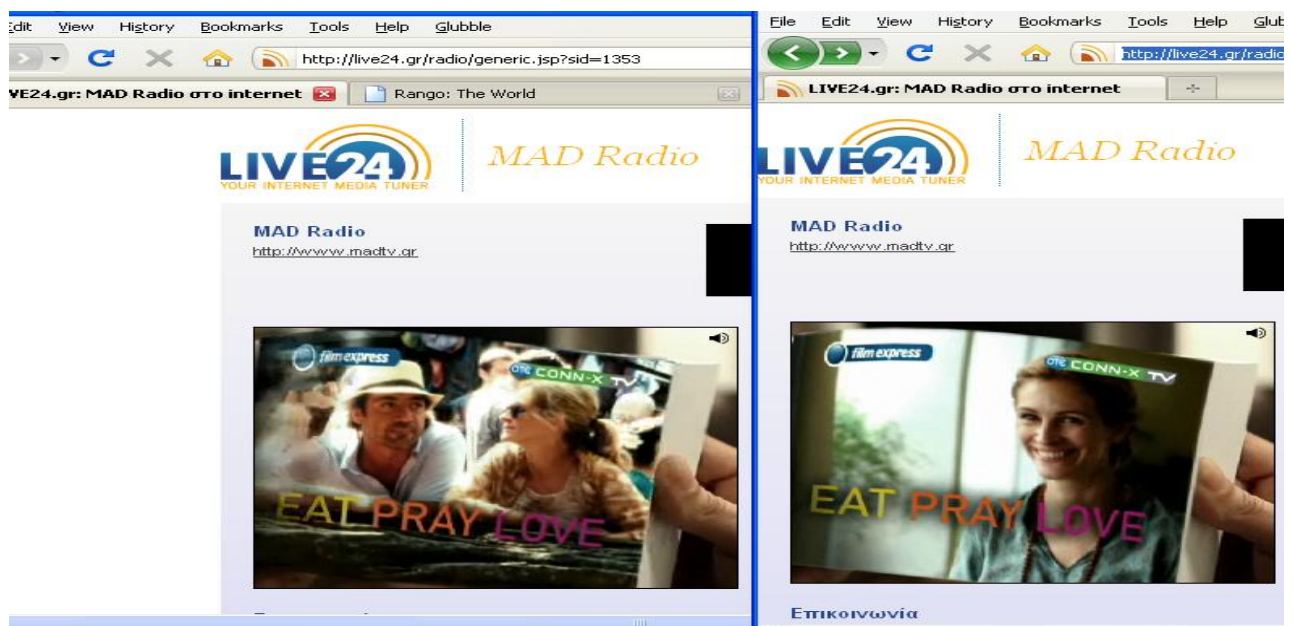 Edit View History Bookmarks Tools Help Glubble
http://live24.gr/radio/generic.jsp?sid=1353
VE24.gr: MAD Radio στο internet Rango: The World
LIVE24
YOUR INTERNET MEDIA TUNER
MAD Radio
MAD Radio
http://www.madtv.gr
film express
OTE CONN-X TV
EAT PRAY LOVE
File Edit View History Bookmarks Tools Help Glub
http://live24.gr/radio
LIVE24.gr: MAD Radio στο internet
LIVE24
YOUR INTERNET MEDIA TUNER
MAD Radio
MAD Radio
http://www.madtv.gr
film express
OTE CONN-X TV
EAT PRAY LOVE
Επικοινωνία